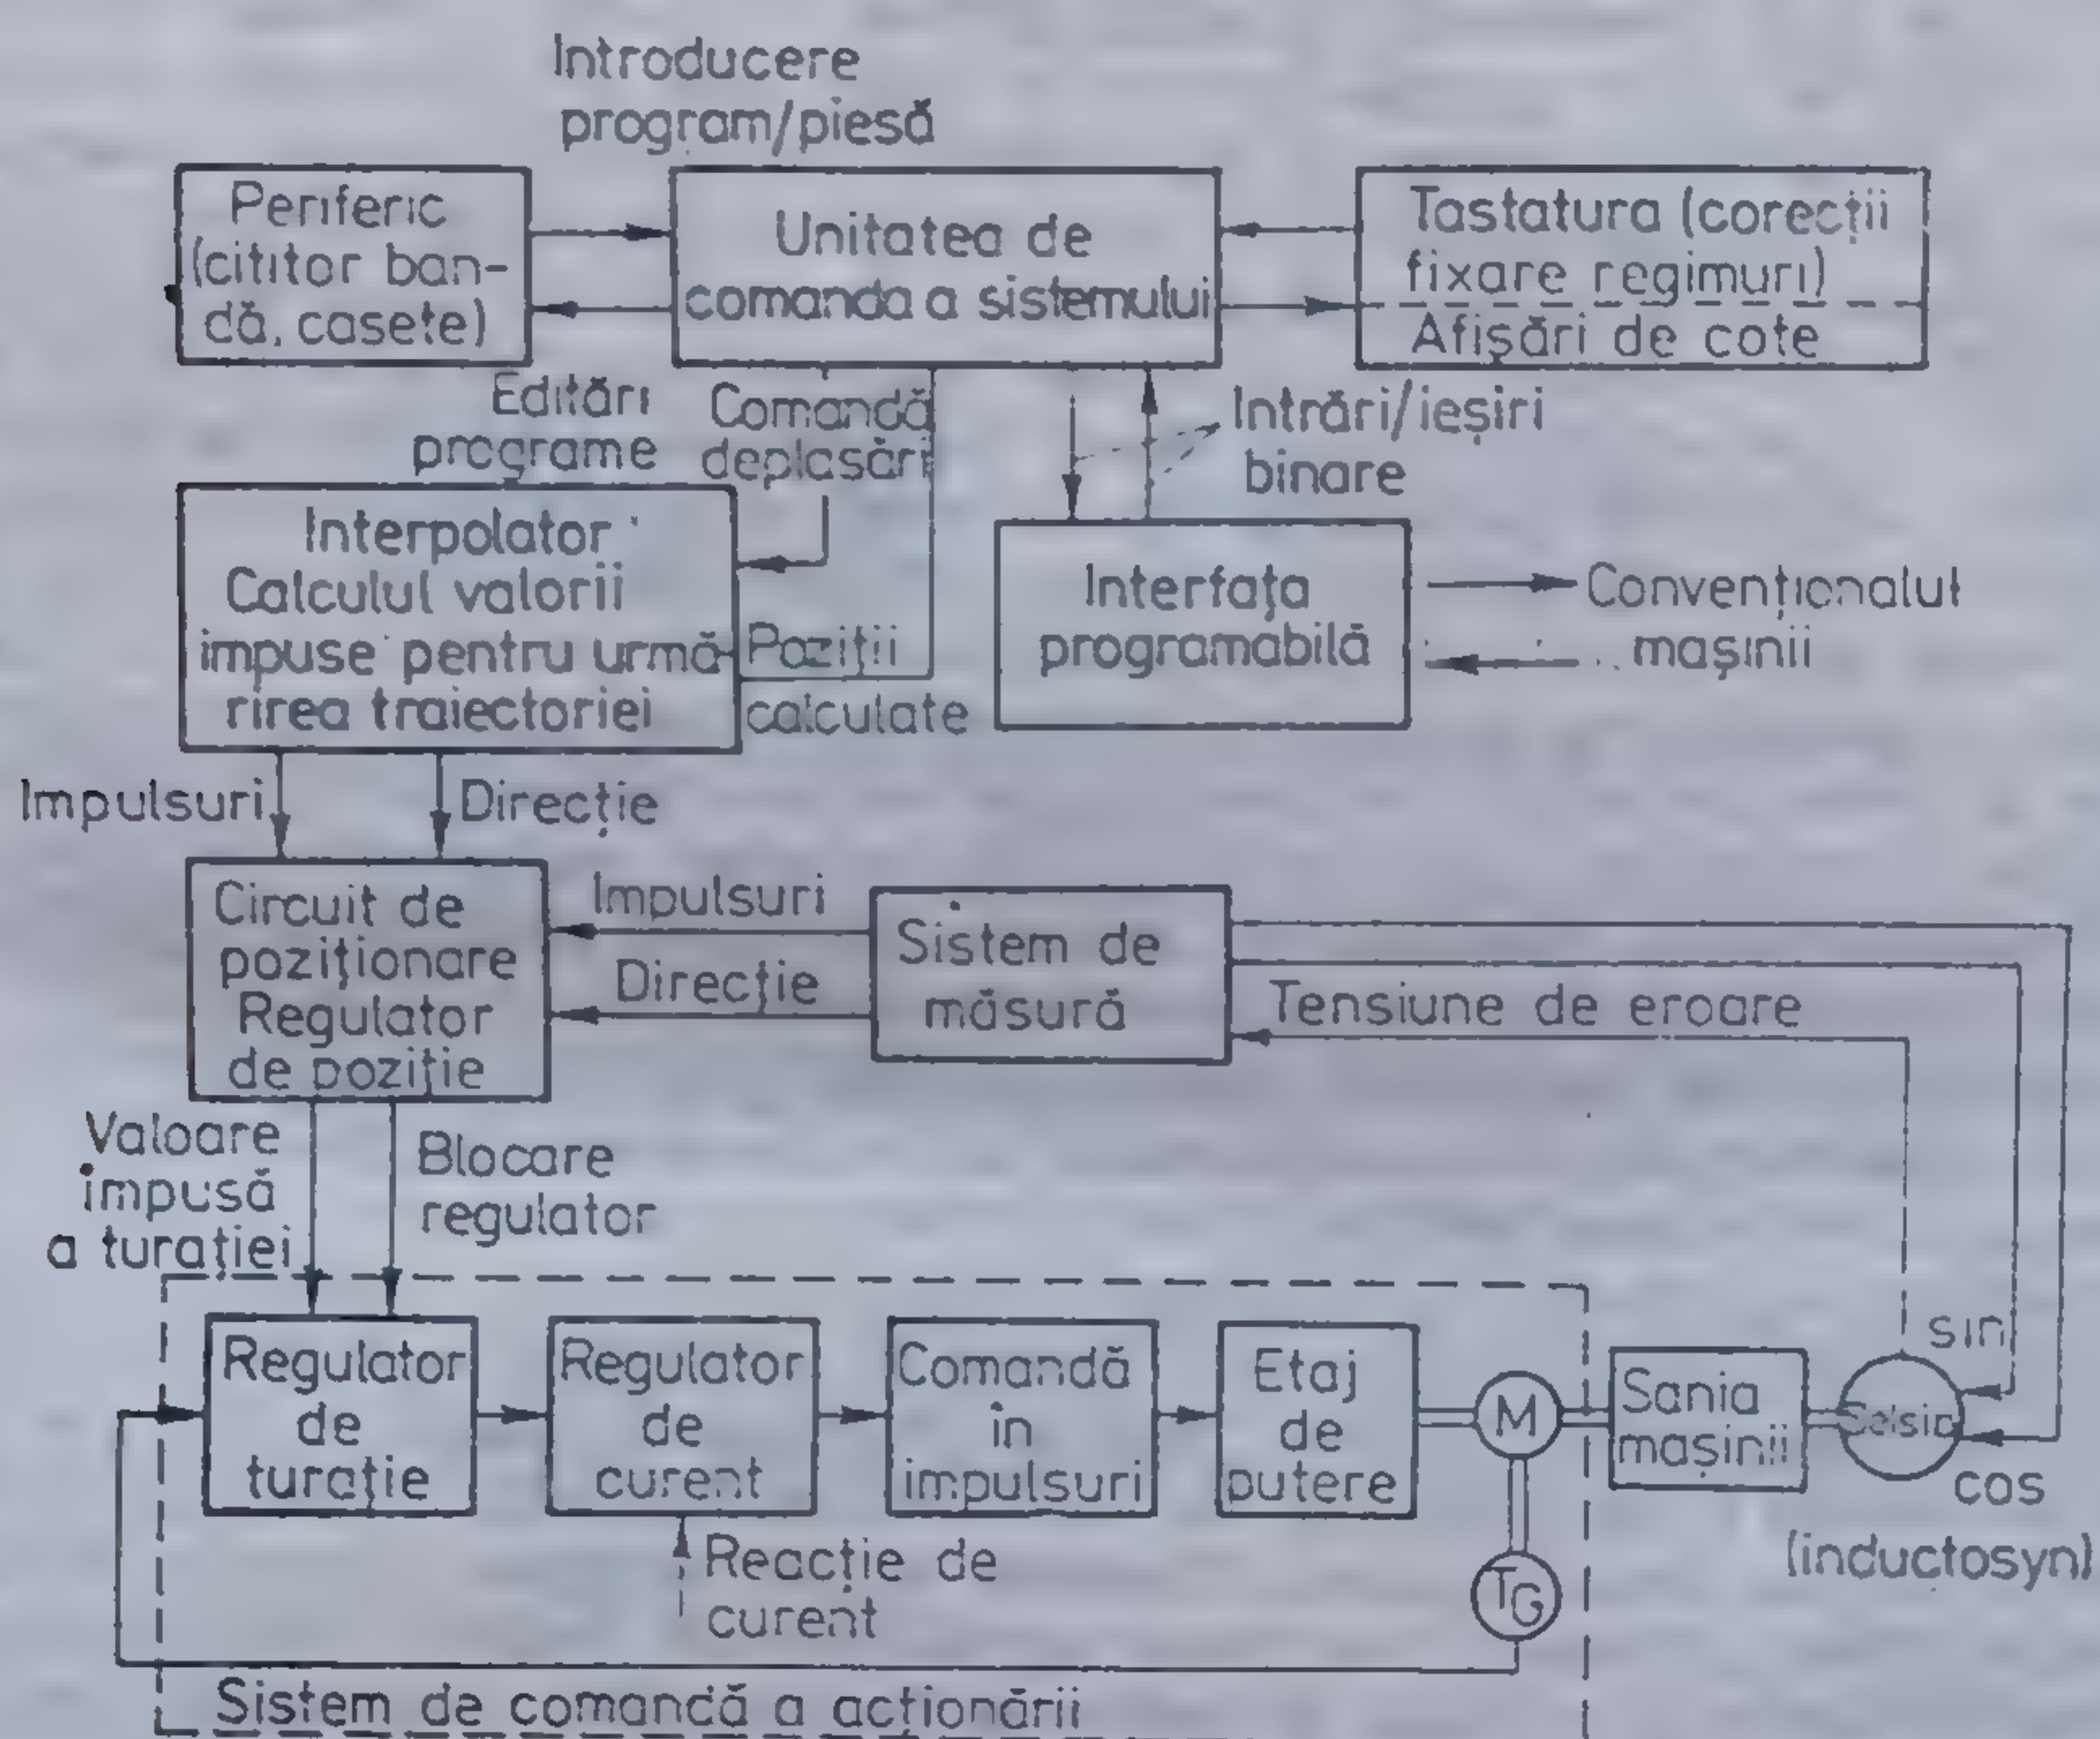 Introducere
program/piesă
Periferic
(cititor ban-
dă, casete)
Unitatea de
comanda a sistemului
Tastatura (corecții
fixare regimuri)
Afișări de cote
Editări
programe
Comandă
deplasări
Intrări/ieșiri
binare
Interpolator
Calculul valorii
impuse pentru urmă-
rirea traiectoriei
Poziții
calculate
Interfața
programabilă
Convenționalul
mașinii
Impulsuri
Direcție
Circuit de
poziționare
Regulator
de poziție
Impulsuri
Direcție
Sistem de
măsură
Tensiune de eroare
Valoare
impusă
a turației
Blocare
regulator
sin
Regulator
de
turație
Regulator
de
curent
Comandă
în
impulsuri
Etaj
de
putere
M
Sania
mașinii
Selsin
cos
(inductosyn)
Reacție de
curent
TG
Sistem de comandă a acționării